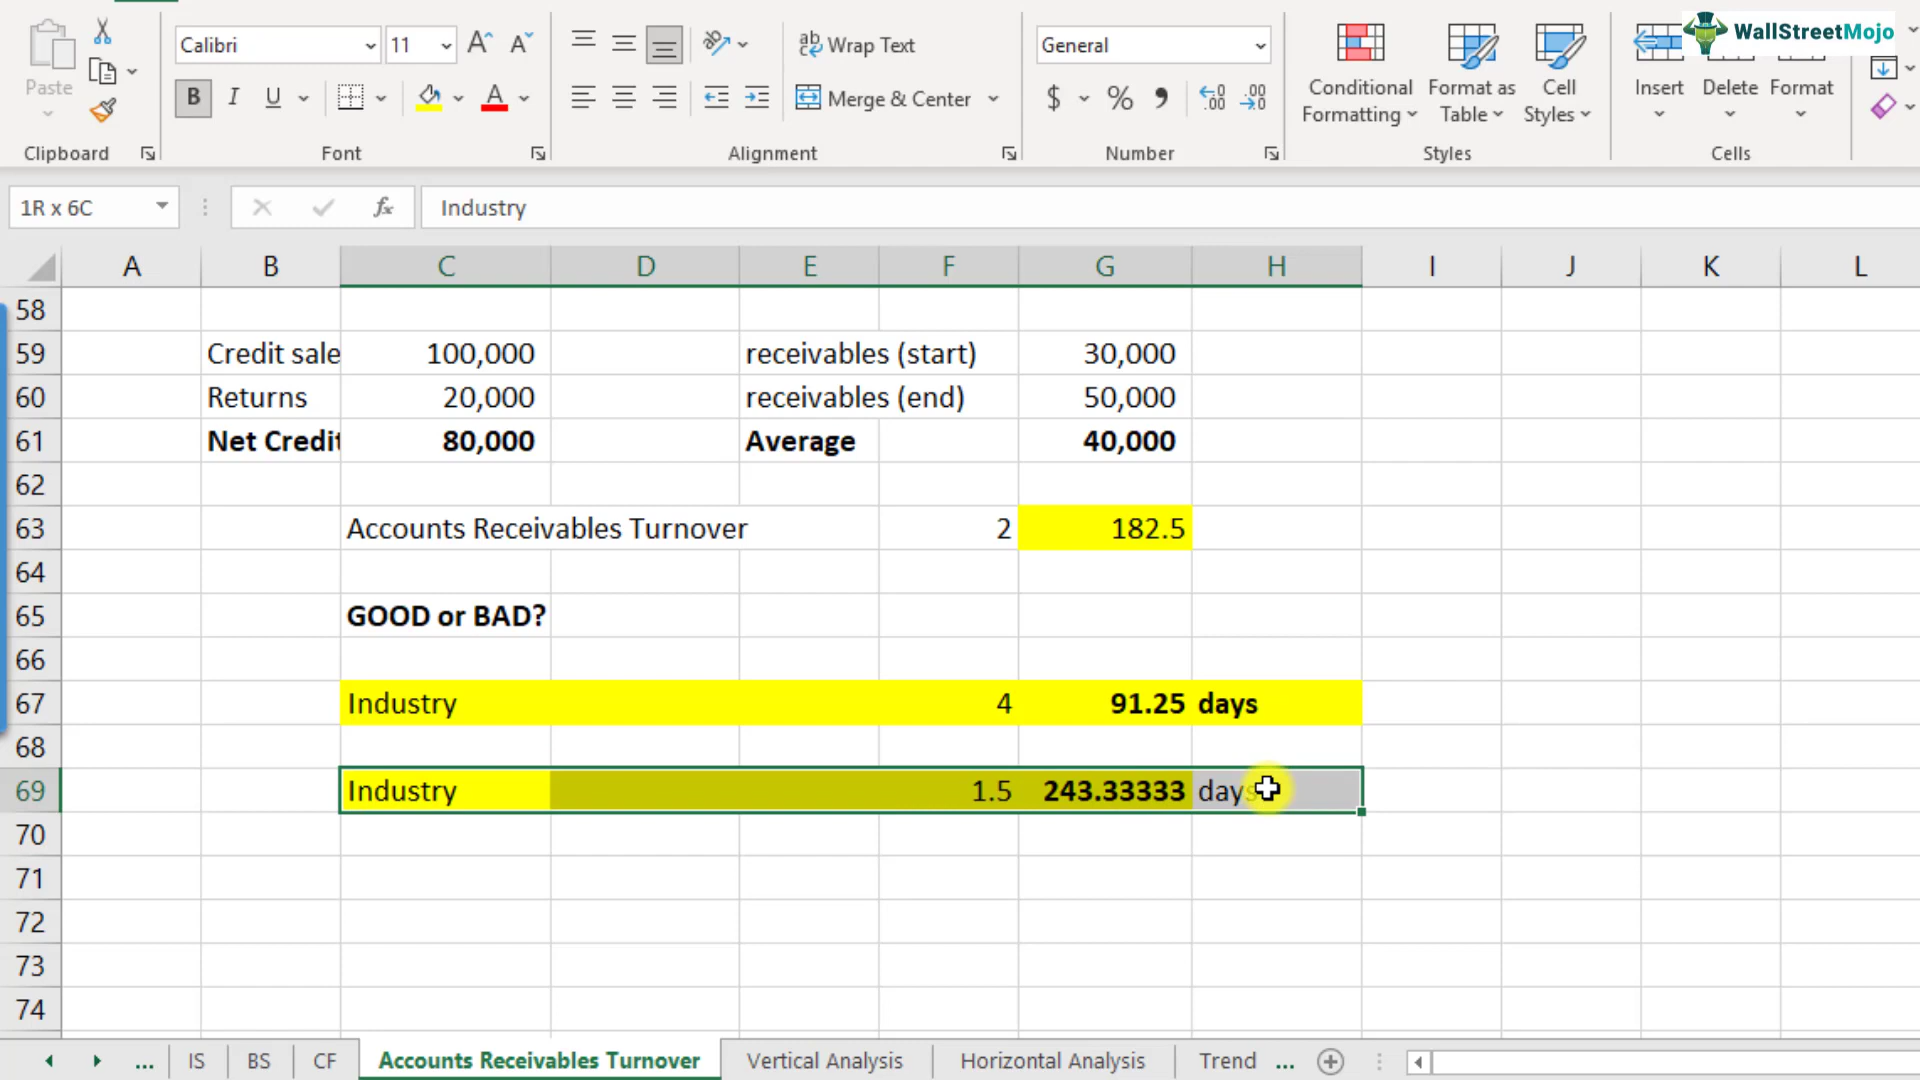 WallStreetMojo
Calibri 11 Wrap Text General
Paste B I U Merge & Center $ % Conditional Formatting Format as Table Cell Styles Insert Delete Format
Clipboard Font Alignment Number Styles Cells
1R x 6C fx Industry
A B C D E F G H I J K L
58
59 Credit sale 100,000 receivables (start) 30,000
60 Returns 20,000 receivables (end) 50,000
61 Net Credit 80,000 Average 40,000
62
63 Accounts Receivables Turnover 2 182.5
64
65 GOOD or BAD?
66
67 Industry 4 91.25 days
68
69 Industry 1.5 243.33333 days
70
71
72
73
74
... IS BS CF Accounts Receivables Turnover Vertical Analysis Horizontal Analysis Trend ...